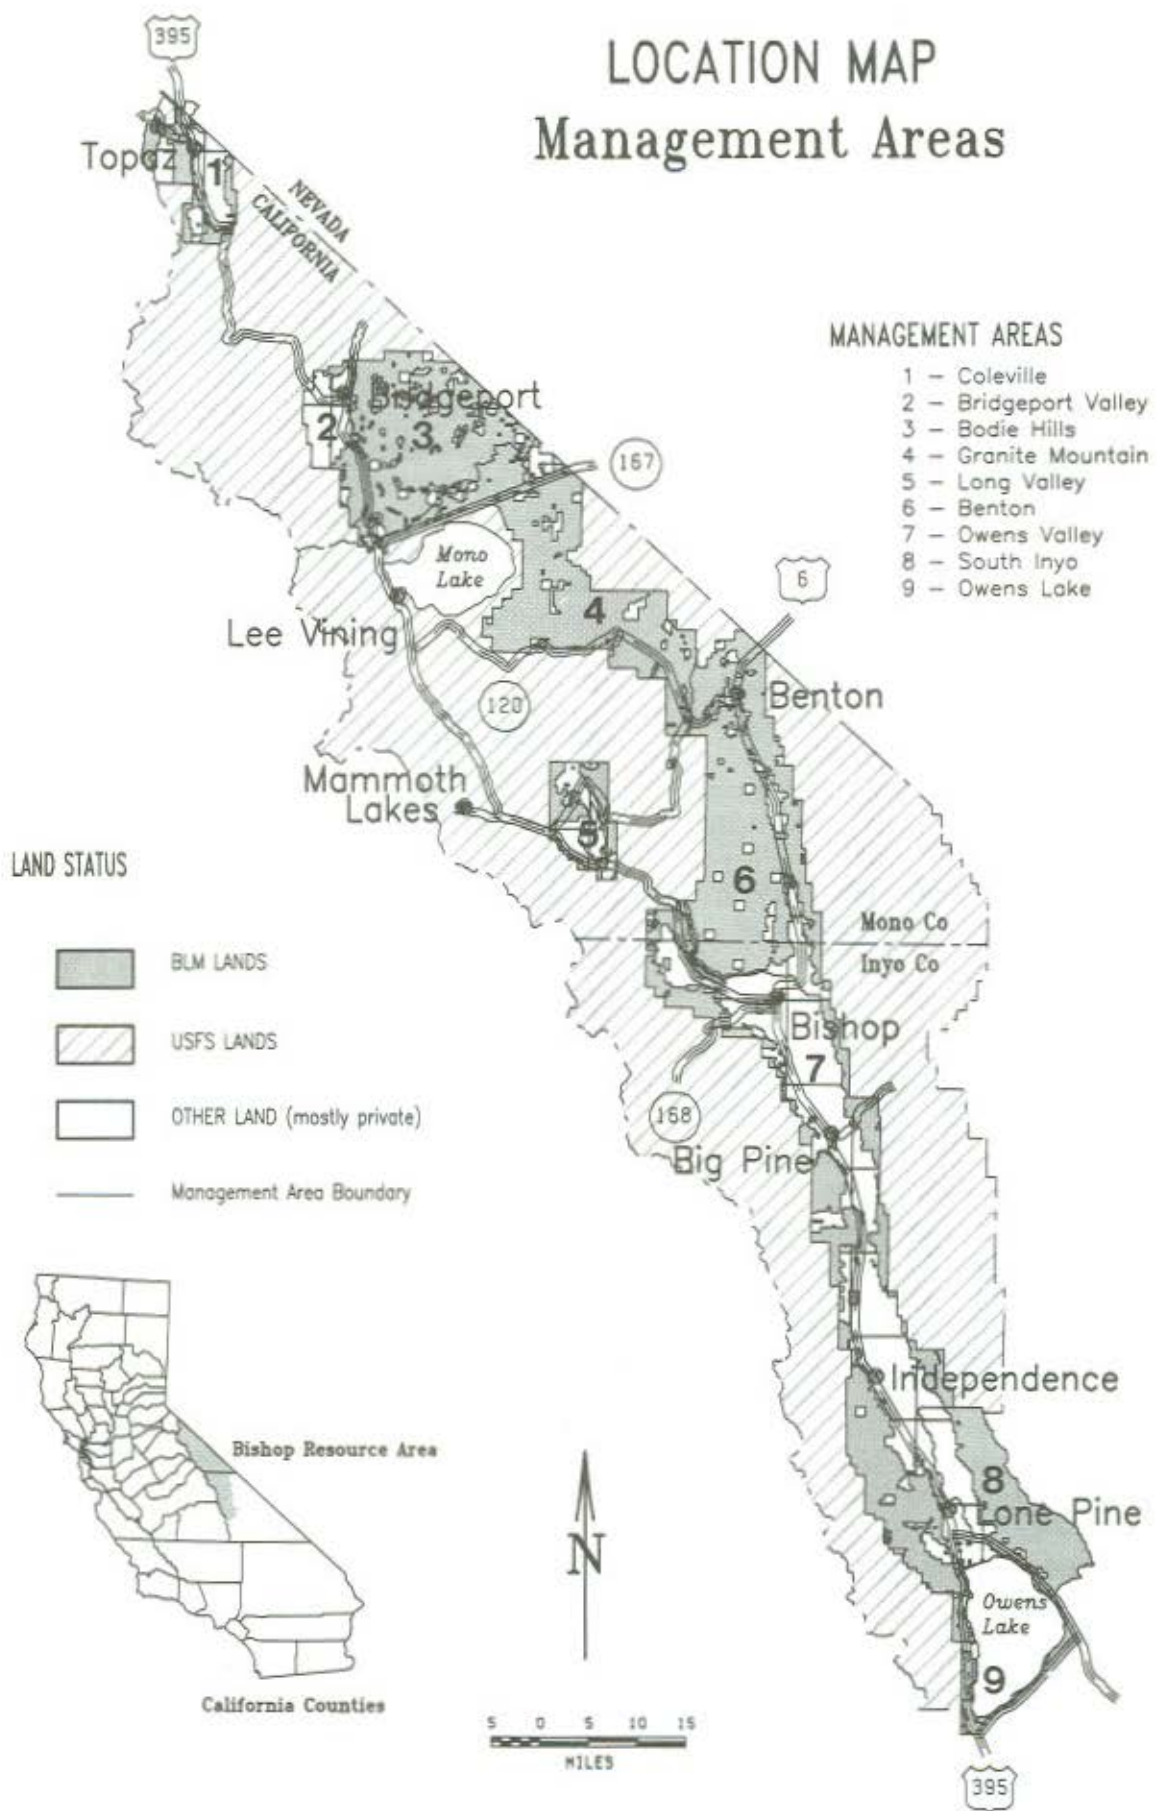 395
LOCATION MAP
Management Areas
Topaz
1
NEVADA
CALIFORNIA
MANAGEMENT AREAS
1 – Coleville
2 – Bridgeport Valley
3 – Bodie Hills
4 – Granite Mountain
5 – Long Valley
6 – Benton
7 – Owens Valley
8 – South Inyo
9 – Owens Lake
Bridgeport
2
3
167
Mono
Lake
6
4
Lee Vining
120
Benton
Mammoth
Lakes
5
LAND STATUS
6
Mono Co
Inyo Co
BLM LANDS
USFS LANDS
OTHER LAND (mostly private)
Management Area Boundary
Bishop
7
168
Big Pine
Independence
Bishop Resource Area
8
Lone Pine
N
Owens
Lake
9
California Counties
5 0 5 10 15
MILES
395